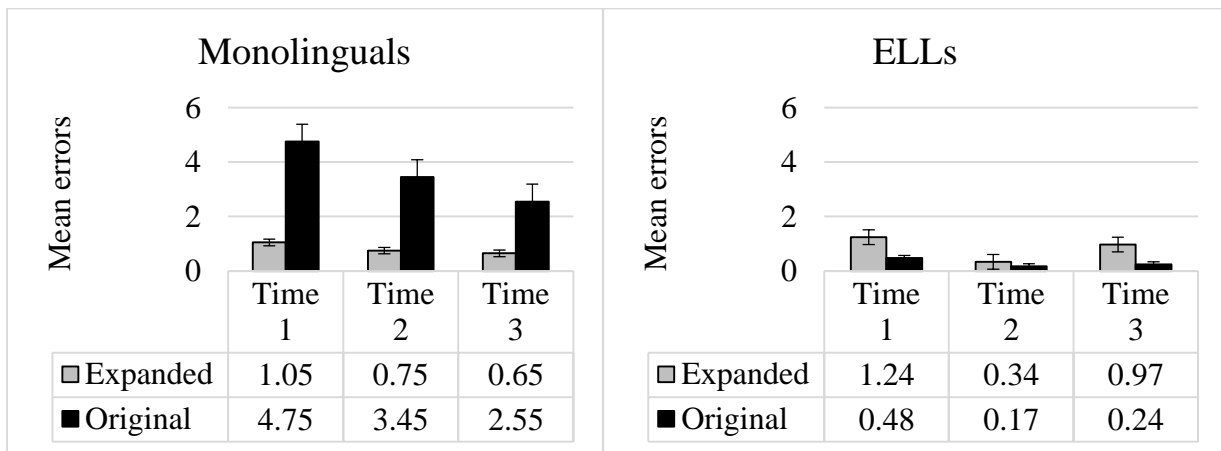 Monolinguals
Mean errors
6
4
2
0
Time 1 Time 2 Time 3
Expanded 1.05 0.75 0.65
Original 4.75 3.45 2.55
ELLs
Mean errors
6
4
2
0
Time 1 Time 2 Time 3
Expanded 1.24 0.34 0.97
Original 0.48 0.17 0.24